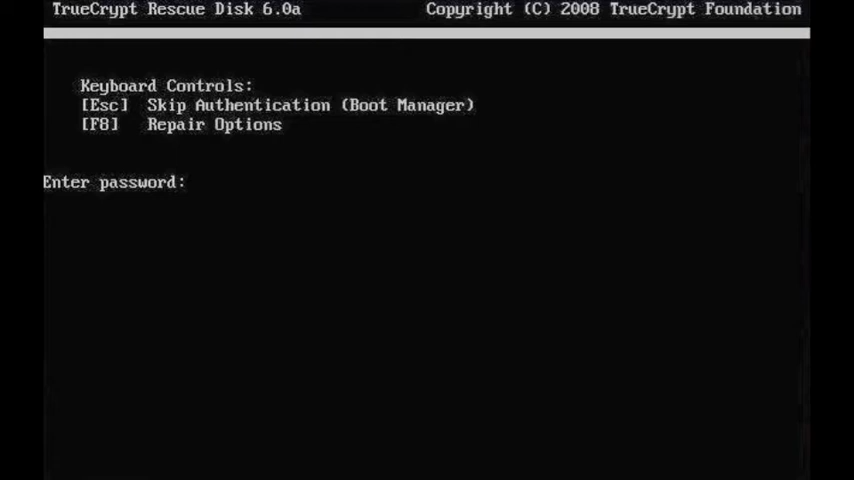 TrueCrypt Rescue Disk 6.0a Copyright (C) 2008 TrueCrypt Foundation
Keyboard Controls:
[Esc] Skip Authentication (Boot Manager)
[F8] Repair Options
Enter password: